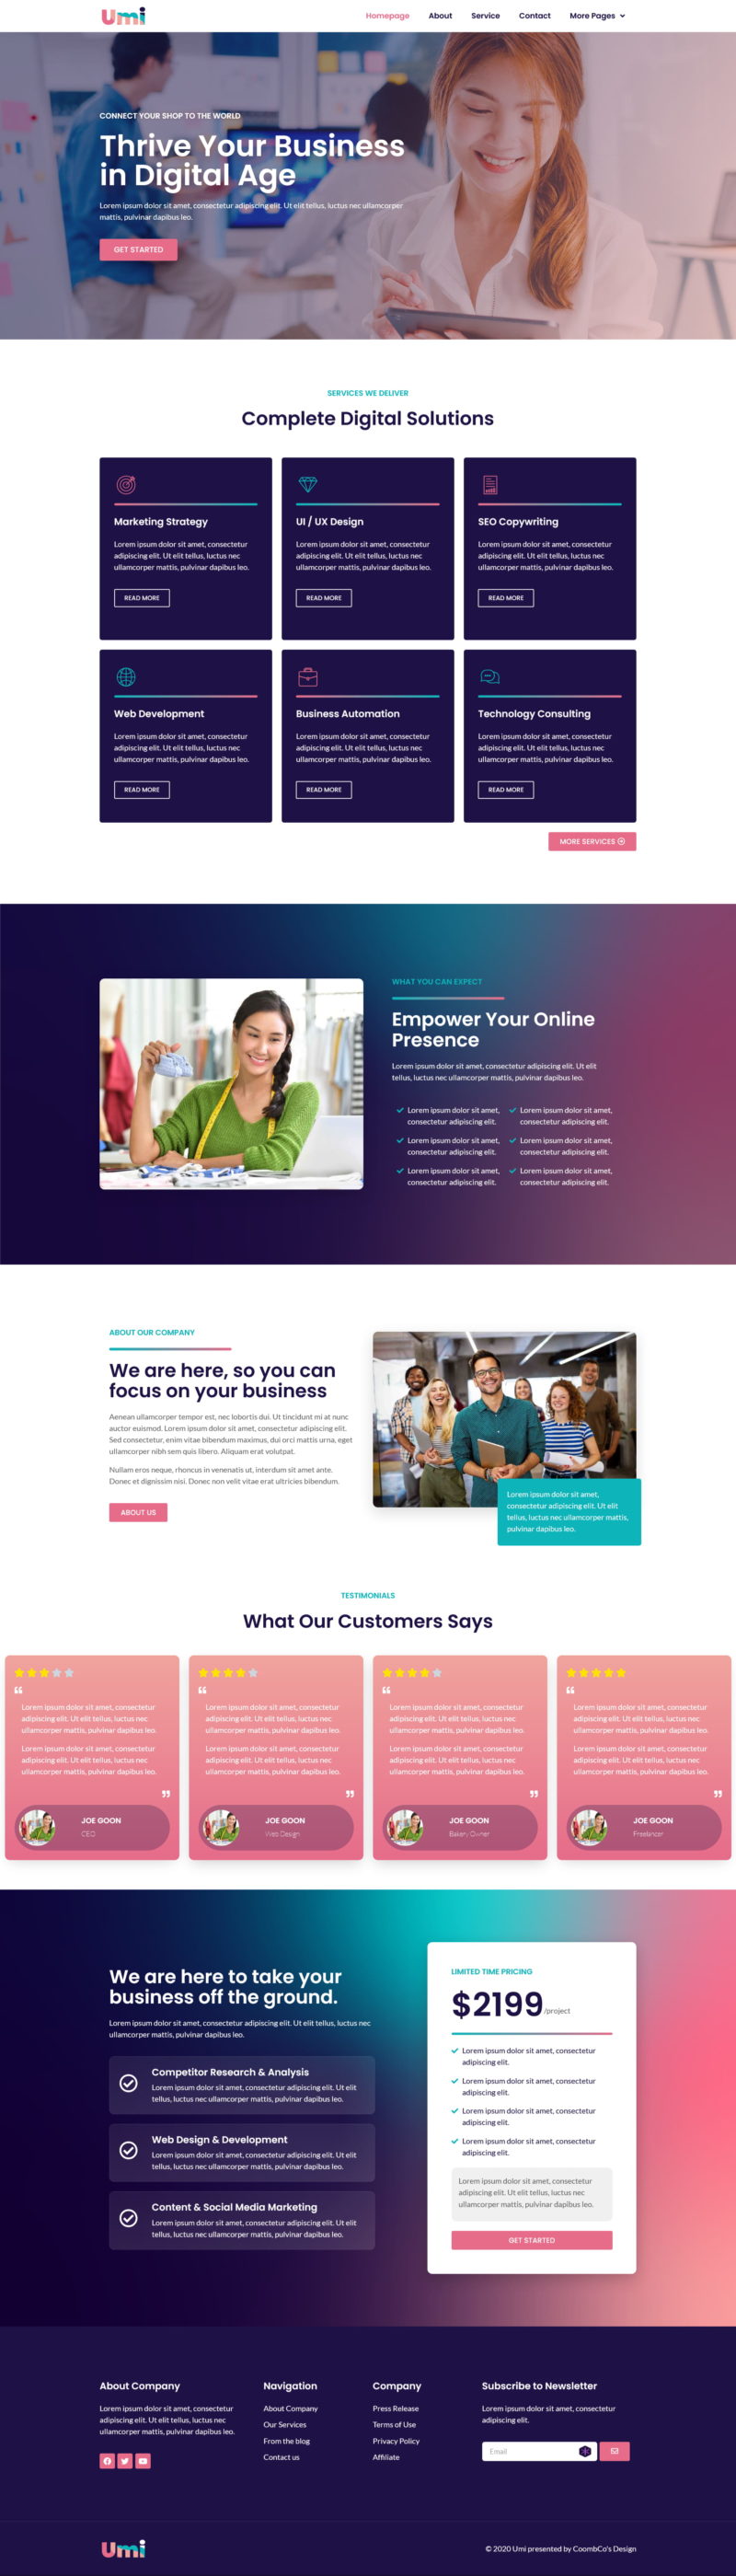 Umi
Homepage
About
Service
Contact
More Pages
CONNECT YOUR SHOP TO THE WORLD
Thrive Your Business
in Digital Age
Lorem ipsum dolor sit amet, consectetur adipiscing elit. Ut elit tellus, luctus nec ullamcorper
mattis, pulvinar dapibus leo.
GET STARTED
SERVICES WE DELIVER
Complete Digital Solutions
Marketing Strategy
Lorem ipsum dolor sit amet, consectetur
adipiscing elit. Ut elit tellus, luctus nec
ullamcorper mattis, pulvinar dapibus leo.
READ MORE
UI / UX Design
Lorem ipsum dolor sit amet, consectetur
adipiscing elit. Ut elit tellus, luctus nec
ullamcorper mattis, pulvinar dapibus leo.
READ MORE
SEO Copywriting
Lorem ipsum dolor sit amet, consectetur
adipiscing elit. Ut elit tellus, luctus nec
ullamcorper mattis, pulvinar dapibus leo.
READ MORE
Web Development
Lorem ipsum dolor sit amet, consectetur
adipiscing elit. Ut elit tellus, luctus nec
ullamcorper mattis, pulvinar dapibus leo.
READ MORE
Business Automation
Lorem ipsum dolor sit amet, consectetur
adipiscing elit. Ut elit tellus, luctus nec
ullamcorper mattis, pulvinar dapibus leo.
READ MORE
Technology Consulting
Lorem ipsum dolor sit amet, consectetur
adipiscing elit. Ut elit tellus, luctus nec
ullamcorper mattis, pulvinar dapibus leo.
READ MORE
MORE SERVICES
WHAT YOU CAN EXPECT
Empower Your Online
Presence
Lorem ipsum dolor sit amet, consectetur adipiscing elit. Ut elit
tellus, luctus nec ullamcorper mattis, pulvinar dapibus leo.
Lorem ipsum dolor sit amet,
consectetur adipiscing elit.
Lorem ipsum dolor sit amet,
consectetur adipiscing elit.
Lorem ipsum dolor sit amet,
consectetur adipiscing elit.
Lorem ipsum dolor sit amet,
consectetur adipiscing elit.
Lorem ipsum dolor sit amet,
consectetur adipiscing elit.
Lorem ipsum dolor sit amet,
consectetur adipiscing elit.
ABOUT OUR COMPANY
We are here, so you can
focus on your business
Aenean ullamcorper tempor est, nec lobortis dui. Ut tincidunt mi at nunc
auctor euismod. Lorem ipsum dolor sit amet, consectetur adipiscing elit.
Sed consectetur, enim vitae bibendum maximus, dui orci mattis urna, eget
ullamcorper nibh sem quis libero. Aliquam erat volutpat.
Nullam eros neque, rhoncus in venenatis ut, interdum sit amet ante.
Donec et dignissim nisi. Donec non velit vitae erat ultricies bibendum.
ABOUT US
Lorem ipsum dolor sit amet,
consectetur adipiscing elit. Ut elit
tellus, luctus nec ullamcorper mattis,
pulvinar dapibus leo.
TESTIMONIALS
What Our Customers Says
Lorem ipsum dolor sit amet, consectetur
adipiscing elit. Ut elit tellus, luctus nec
ullamcorper mattis, pulvinar dapibus leo.
Lorem ipsum dolor sit amet, consectetur
adipiscing elit. Ut elit tellus, luctus nec
ullamcorper mattis, pulvinar dapibus leo.
JOE GOON
CEO
Lorem ipsum dolor sit amet, consectetur
adipiscing elit. Ut elit tellus, luctus nec
ullamcorper mattis, pulvinar dapibus leo.
Lorem ipsum dolor sit amet, consectetur
adipiscing elit. Ut elit tellus, luctus nec
ullamcorper mattis, pulvinar dapibus leo.
JOE GOON
Web Design
Lorem ipsum dolor sit amet, consectetur
adipiscing elit. Ut elit tellus, luctus nec
ullamcorper mattis, pulvinar dapibus leo.
Lorem ipsum dolor sit amet, consectetur
adipiscing elit. Ut elit tellus, luctus nec
ullamcorper mattis, pulvinar dapibus leo.
JOE GOON
Bakery Owner
Lorem ipsum dolor sit amet, consectetur
adipiscing elit. Ut elit tellus, luctus nec
ullamcorper mattis, pulvinar dapibus leo.
Lorem ipsum dolor sit amet, consectetur
adipiscing elit. Ut elit tellus, luctus nec
ullamcorper mattis, pulvinar dapibus leo.
JOE GOON
Freelancer
We are here to take your
business off the ground.
Lorem ipsum dolor sit amet, consectetur adipiscing elit. Ut elit tellus, luctus nec
ullamcorper mattis, pulvinar dapibus leo.
Competitor Research & Analysis
Lorem ipsum dolor sit amet, consectetur adipiscing elit. Ut elit
tellus, luctus nec ullamcorper mattis, pulvinar dapibus leo.
Web Design & Development
Lorem ipsum dolor sit amet, consectetur adipiscing elit. Ut elit
tellus, luctus nec ullamcorper mattis, pulvinar dapibus leo.
Content & Social Media Marketing
Lorem ipsum dolor sit amet, consectetur adipiscing elit. Ut elit
tellus, luctus nec ullamcorper mattis, pulvinar dapibus leo.
LIMITED TIME PRICING
$2199 /project
Lorem ipsum dolor sit amet, consectetur
adipiscing elit.
Lorem ipsum dolor sit amet, consectetur
adipiscing elit.
Lorem ipsum dolor sit amet, consectetur
adipiscing elit.
Lorem ipsum dolor sit amet, consectetur
adipiscing elit.
Lorem ipsum dolor sit amet, consectetur
adipiscing elit. Ut elit tellus, luctus nec
ullamcorper mattis, pulvinar dapibus leo.
GET STARTED
About Company
Lorem ipsum dolor sit amet, consectetur
adipiscing elit. Ut elit tellus, luctus nec
ullamcorper mattis, pulvinar dapibus leo.
Navigation
About Company
Our Services
From the blog
Contact us
Company
Press Release
Terms of Use
Privacy Policy
Affiliate
Subscribe to Newsletter
Lorem ipsum dolor sit amet, consectetur
adipiscing elit.
Email
Umi
© 2020 Umi presented by CoombCo's Design